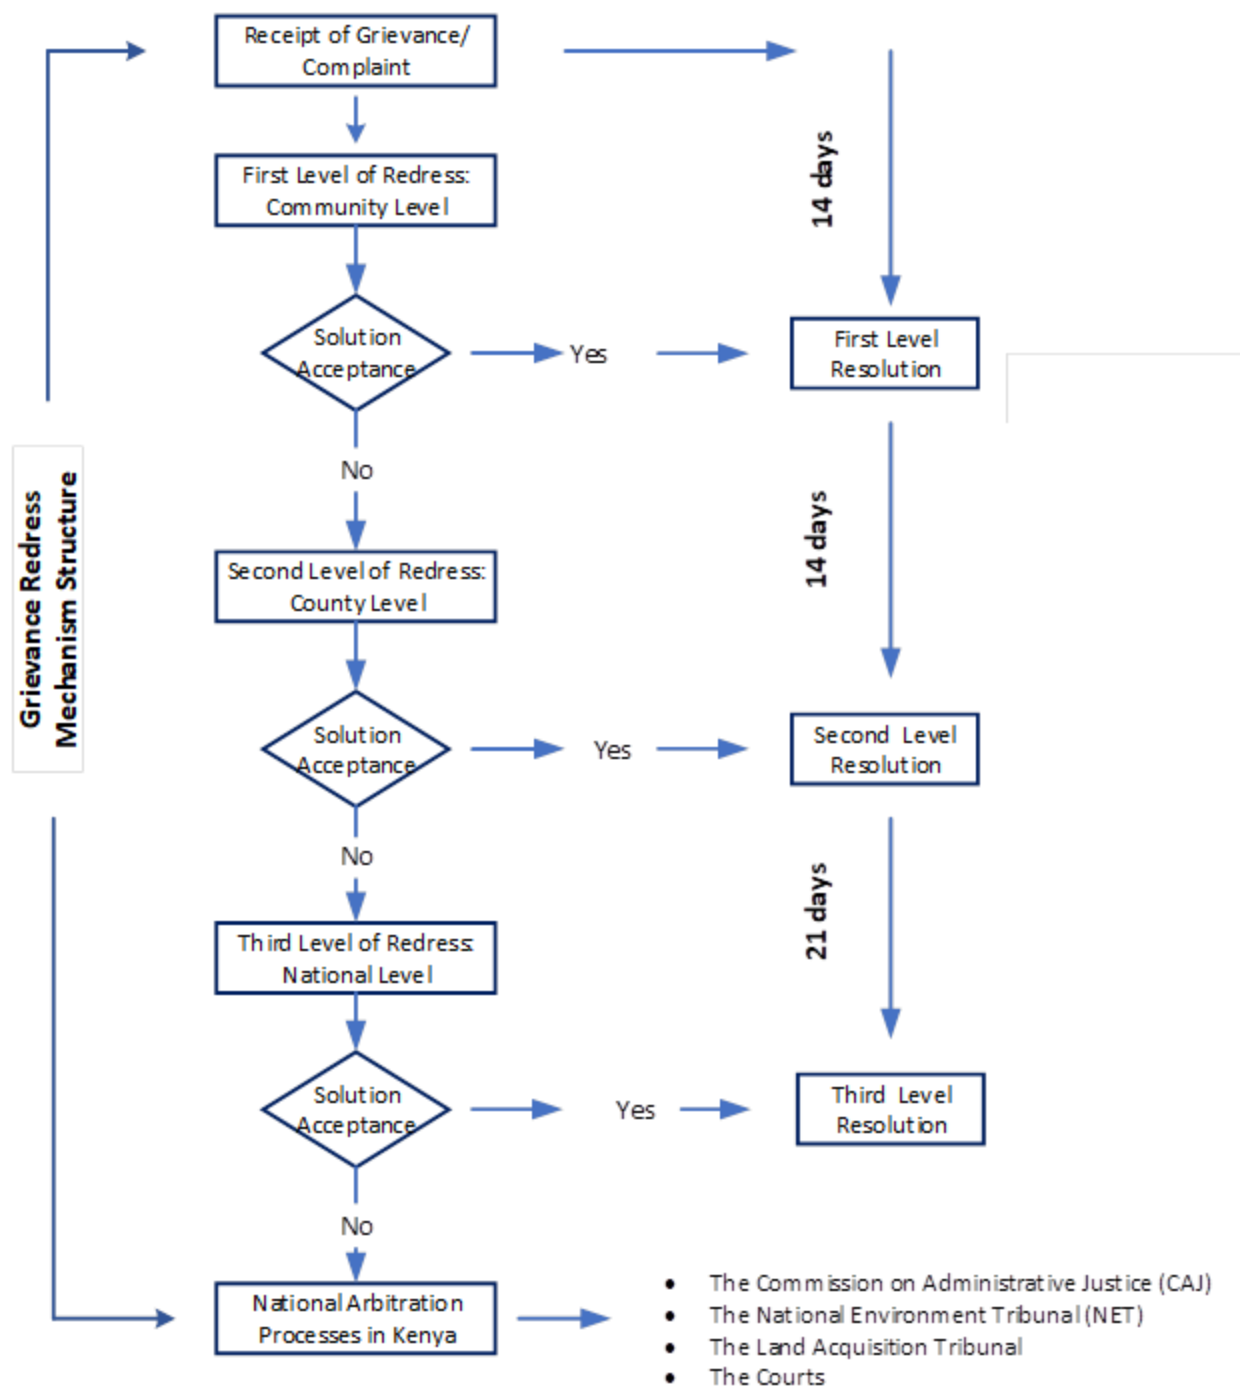 Receipt of Grievance/
Complaint
First Level of Redress:
Community Level
14 days
Solution
Acceptance
Yes
First Level
Resolution
No
Grievance Redress
Mechanism Structure
14 days
Second Level of Redress:
County Level
Solution
Acceptance
Yes
Second Level
Resolution
No
21 days
Third Level of Redress:
National Level
Solution
Acceptance
Yes
Third Level
Resolution
No
National Arbitration
Processes in Kenya
• The Commission on Administrative Justice (CAJ)
• The National Environment Tribunal (NET)
• The Land Acquisition Tribunal
• The Courts